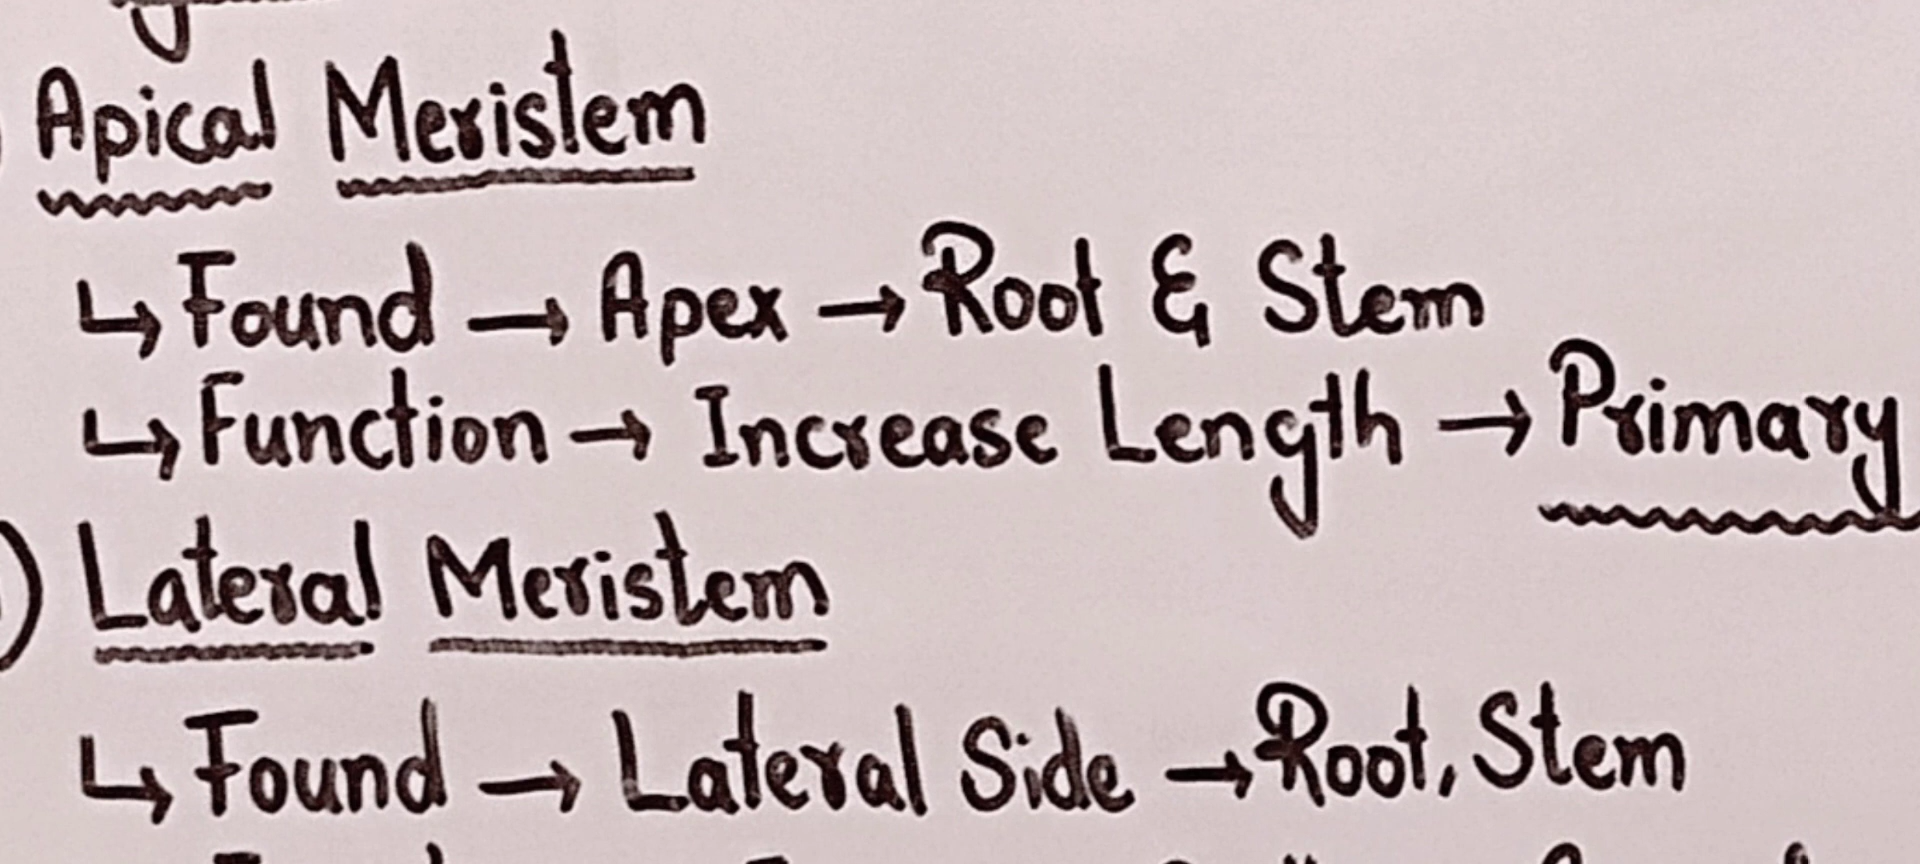 Apical Meristem
↳ Found → Apex → Root & Stem
↳ Function → Increase Length → Primary
) Lateral Meristem
↳ Found → Lateral Side → Root, Stem